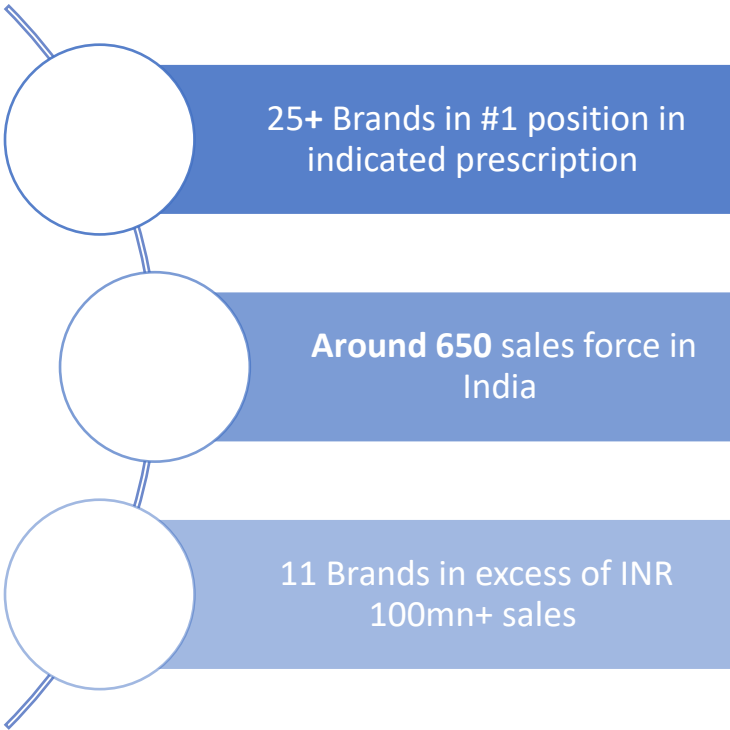 25+ Brands in #1 position in
indicated prescription
Around 650 sales force in
India
11 Brands in excess of INR
100mn+ sales